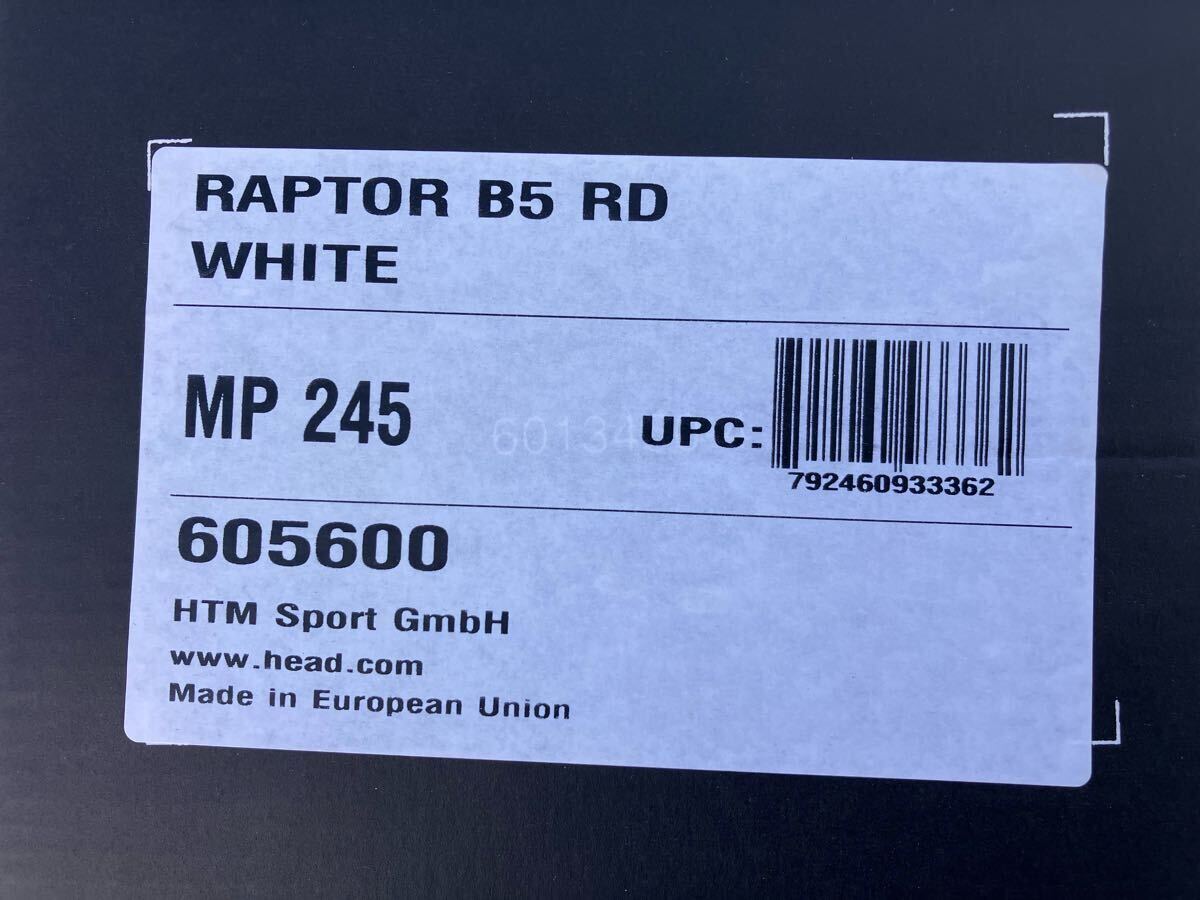 RAPTOR B5 RD
WHITE
MP 245
UPC:
792460933362
605600
HTM Sport GmbH
www.head.com
Made in European Union